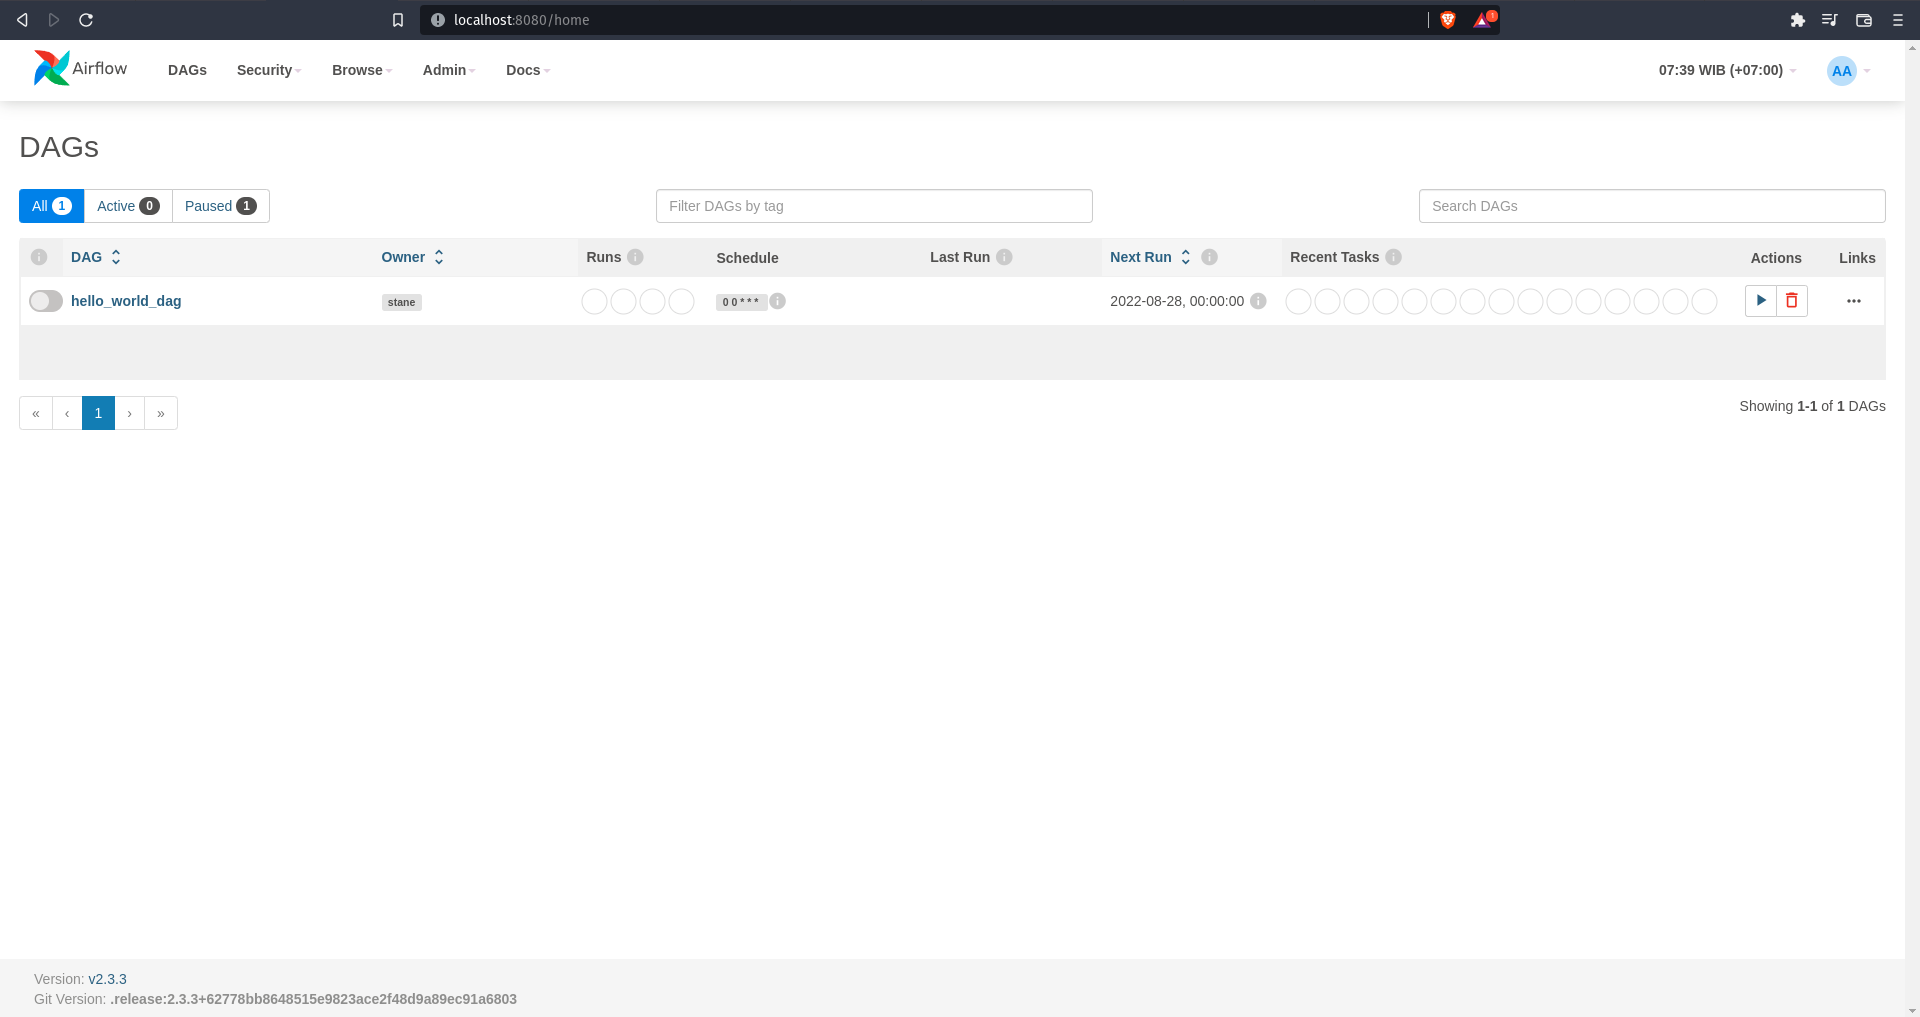 localhost:8080/home
Airflow DAGs Security Browse Admin Docs 07:39 WIB (+07:00) AA
DAGs
All 1 Active 0 Paused 1 Filter DAGs by tag Search DAGs
DAG Owner Runs Schedule Last Run Next Run Recent Tasks Actions Links
hello_world_dag stane 0 0 * * * 2022-08-28, 00:00:00
« ‹ 1 › » Showing 1-1 of 1 DAGs
Version: v2.3.3
Git Version: .release:2.3.3+62778bb8648515e9823ace2f48d9a89ec91a6803